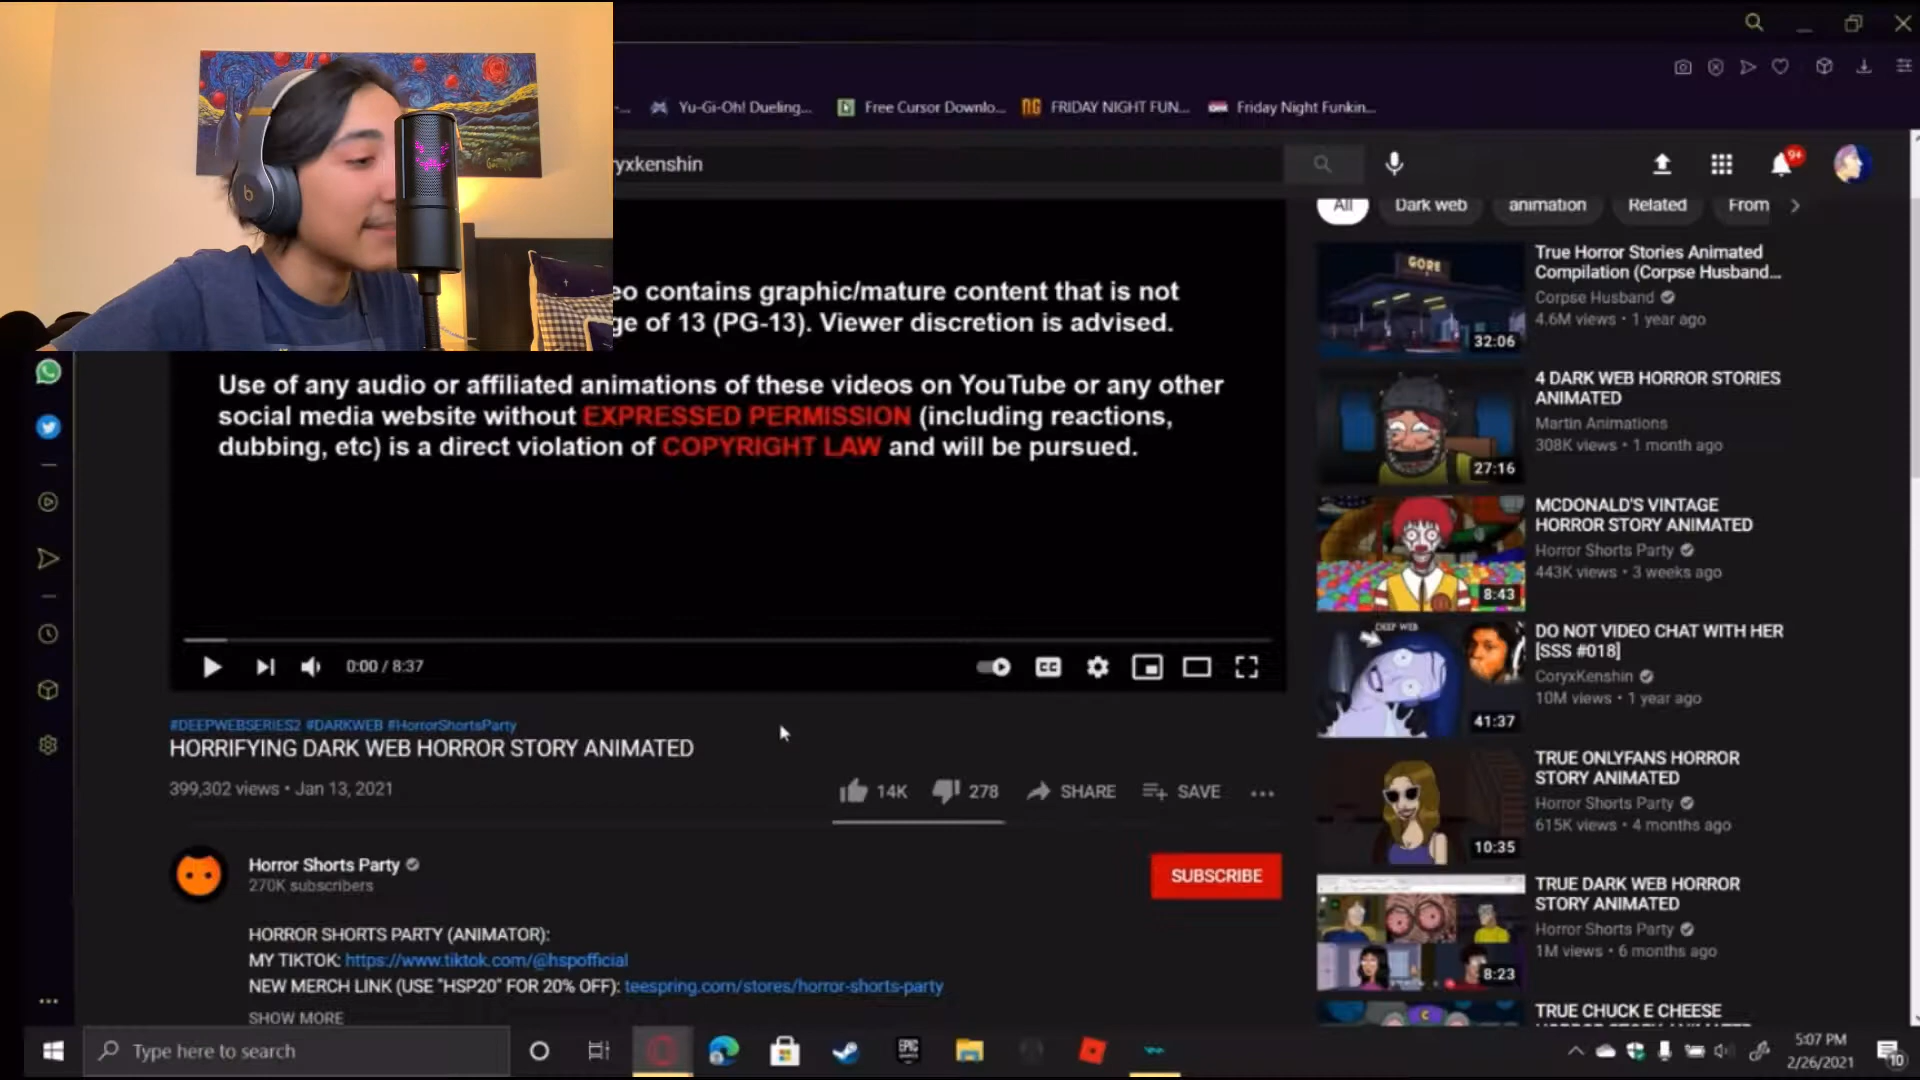 Yu-Gi-Oh! Dueling...
Free Cursor Downlo...
FRIDAY NIGHT FUN...
Friday Night Funkin...
ryxkenshin
9+
All
Dark web
animation
Related
From
eo contains graphic/mature content that is not
ge of 13 (PG-13). Viewer discretion is advised.
Use of any audio or affiliated animations of these videos on YouTube or any other
social media website without EXPRESSED PERMISSION (including reactions,
dubbing, etc) is a direct violation of COPYRIGHT LAW and will be pursued.
0:00 / 8:37
#DEEPWEBSERIES2 #DARKWEB #HorrorShortsParty
HORRIFYING DARK WEB HORROR STORY ANIMATED
399,302 views • Jan 13, 2021
14K
278
SHARE
SAVE
Horror Shorts Party
270K subscribers
SUBSCRIBE
HORROR SHORTS PARTY (ANIMATOR):
MY TIKTOK: https://www.tiktok.com/@hspofficial
NEW MERCH LINK (USE "HSP20" FOR 20% OFF): teespring.com/stores/horror-shorts-party
SHOW MORE
GORE
32:06
True Horror Stories Animated
Compilation (Corpse Husband...
Corpse Husband
4.6M views • 1 year ago
27:16
4 DARK WEB HORROR STORIES
ANIMATED
Martin Animations
308K views • 1 month ago
8:43
MCDONALD'S VINTAGE
HORROR STORY ANIMATED
Horror Shorts Party
443K views • 3 weeks ago
DEEP WEB
41:37
DO NOT VIDEO CHAT WITH HER
[SSS #018]
CoryxKenshin
10M views • 1 year ago
10:35
TRUE ONLYFANS HORROR
STORY ANIMATED
Horror Shorts Party
615K views • 4 months ago
8:23
TRUE DARK WEB HORROR
STORY ANIMATED
Horror Shorts Party
1M views • 6 months ago
TRUE CHUCK E CHEESE
HORROR STORY ANIMATED
Type here to search
EPIC
5:07 PM
2/26/2021
10